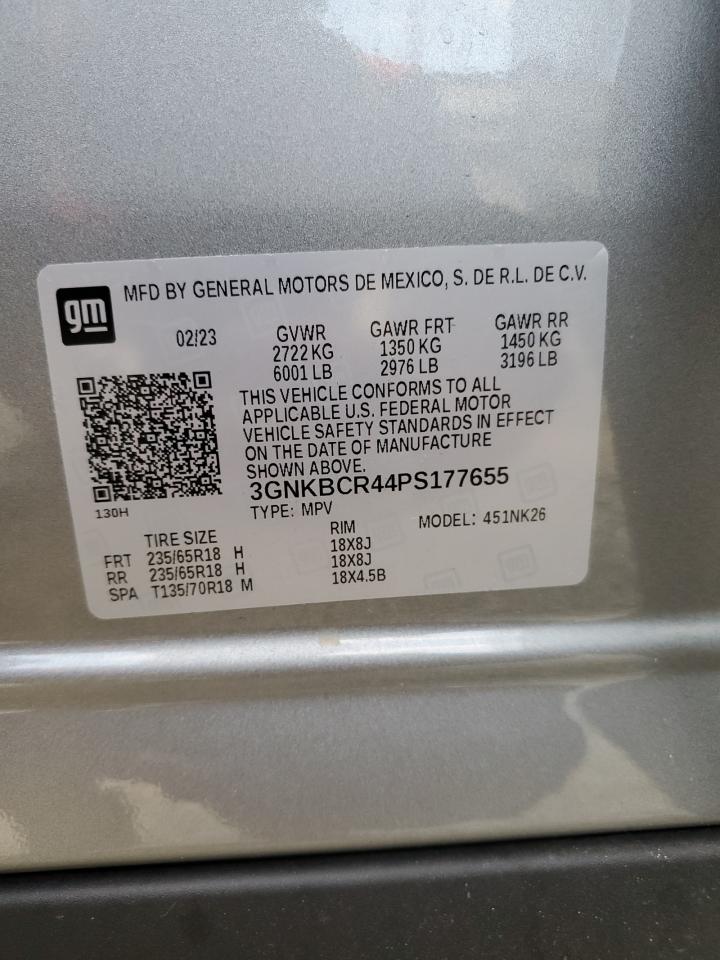 gm MFD BY GENERAL MOTORS DE MEXICO, S. DE R.L. DE C.V.
02/23 GVWR GAWR FRT GAWR RR
2722 KG 1350 KG 1450 KG
6001 LB 2976 LB 3196 LB
THIS VEHICLE CONFORMS TO ALL
APPLICABLE U.S. FEDERAL MOTOR
VEHICLE SAFETY STANDARDS IN EFFECT
ON THE DATE OF MANUFACTURE
SHOWN ABOVE.
3GNKBCR44PS177655
130H
TYPE: MPV MODEL: 451NK26
TIRE SIZE RIM
FRT 235/65R18 H 18X8J
RR 235/65R18 H 18X8J
SPA T135/70R18 M 18X4.5B